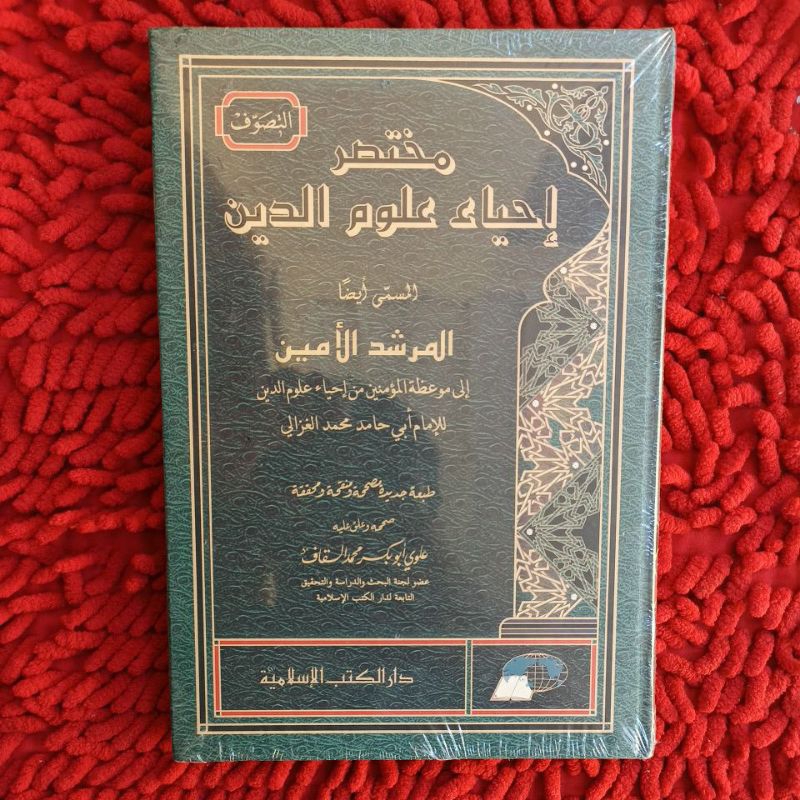 التصوّف
مختصر
إحياء علوم الدين
المسمّى أيضًا
المرشد الأمين
إلى موعظة المؤمنين من إحياء علوم الدين
للإمام أبي حامد محمد الغزالي
طبعة جديدة مصححة ومنقحة ومحققة
صححه وعلق عليه
علوي أبو بكر محمد السقاف
عضو لجنة البحث والدراسة والتحقيق
التابعة لدار الكتب الإسلامية
دار الكتب الإسلامية